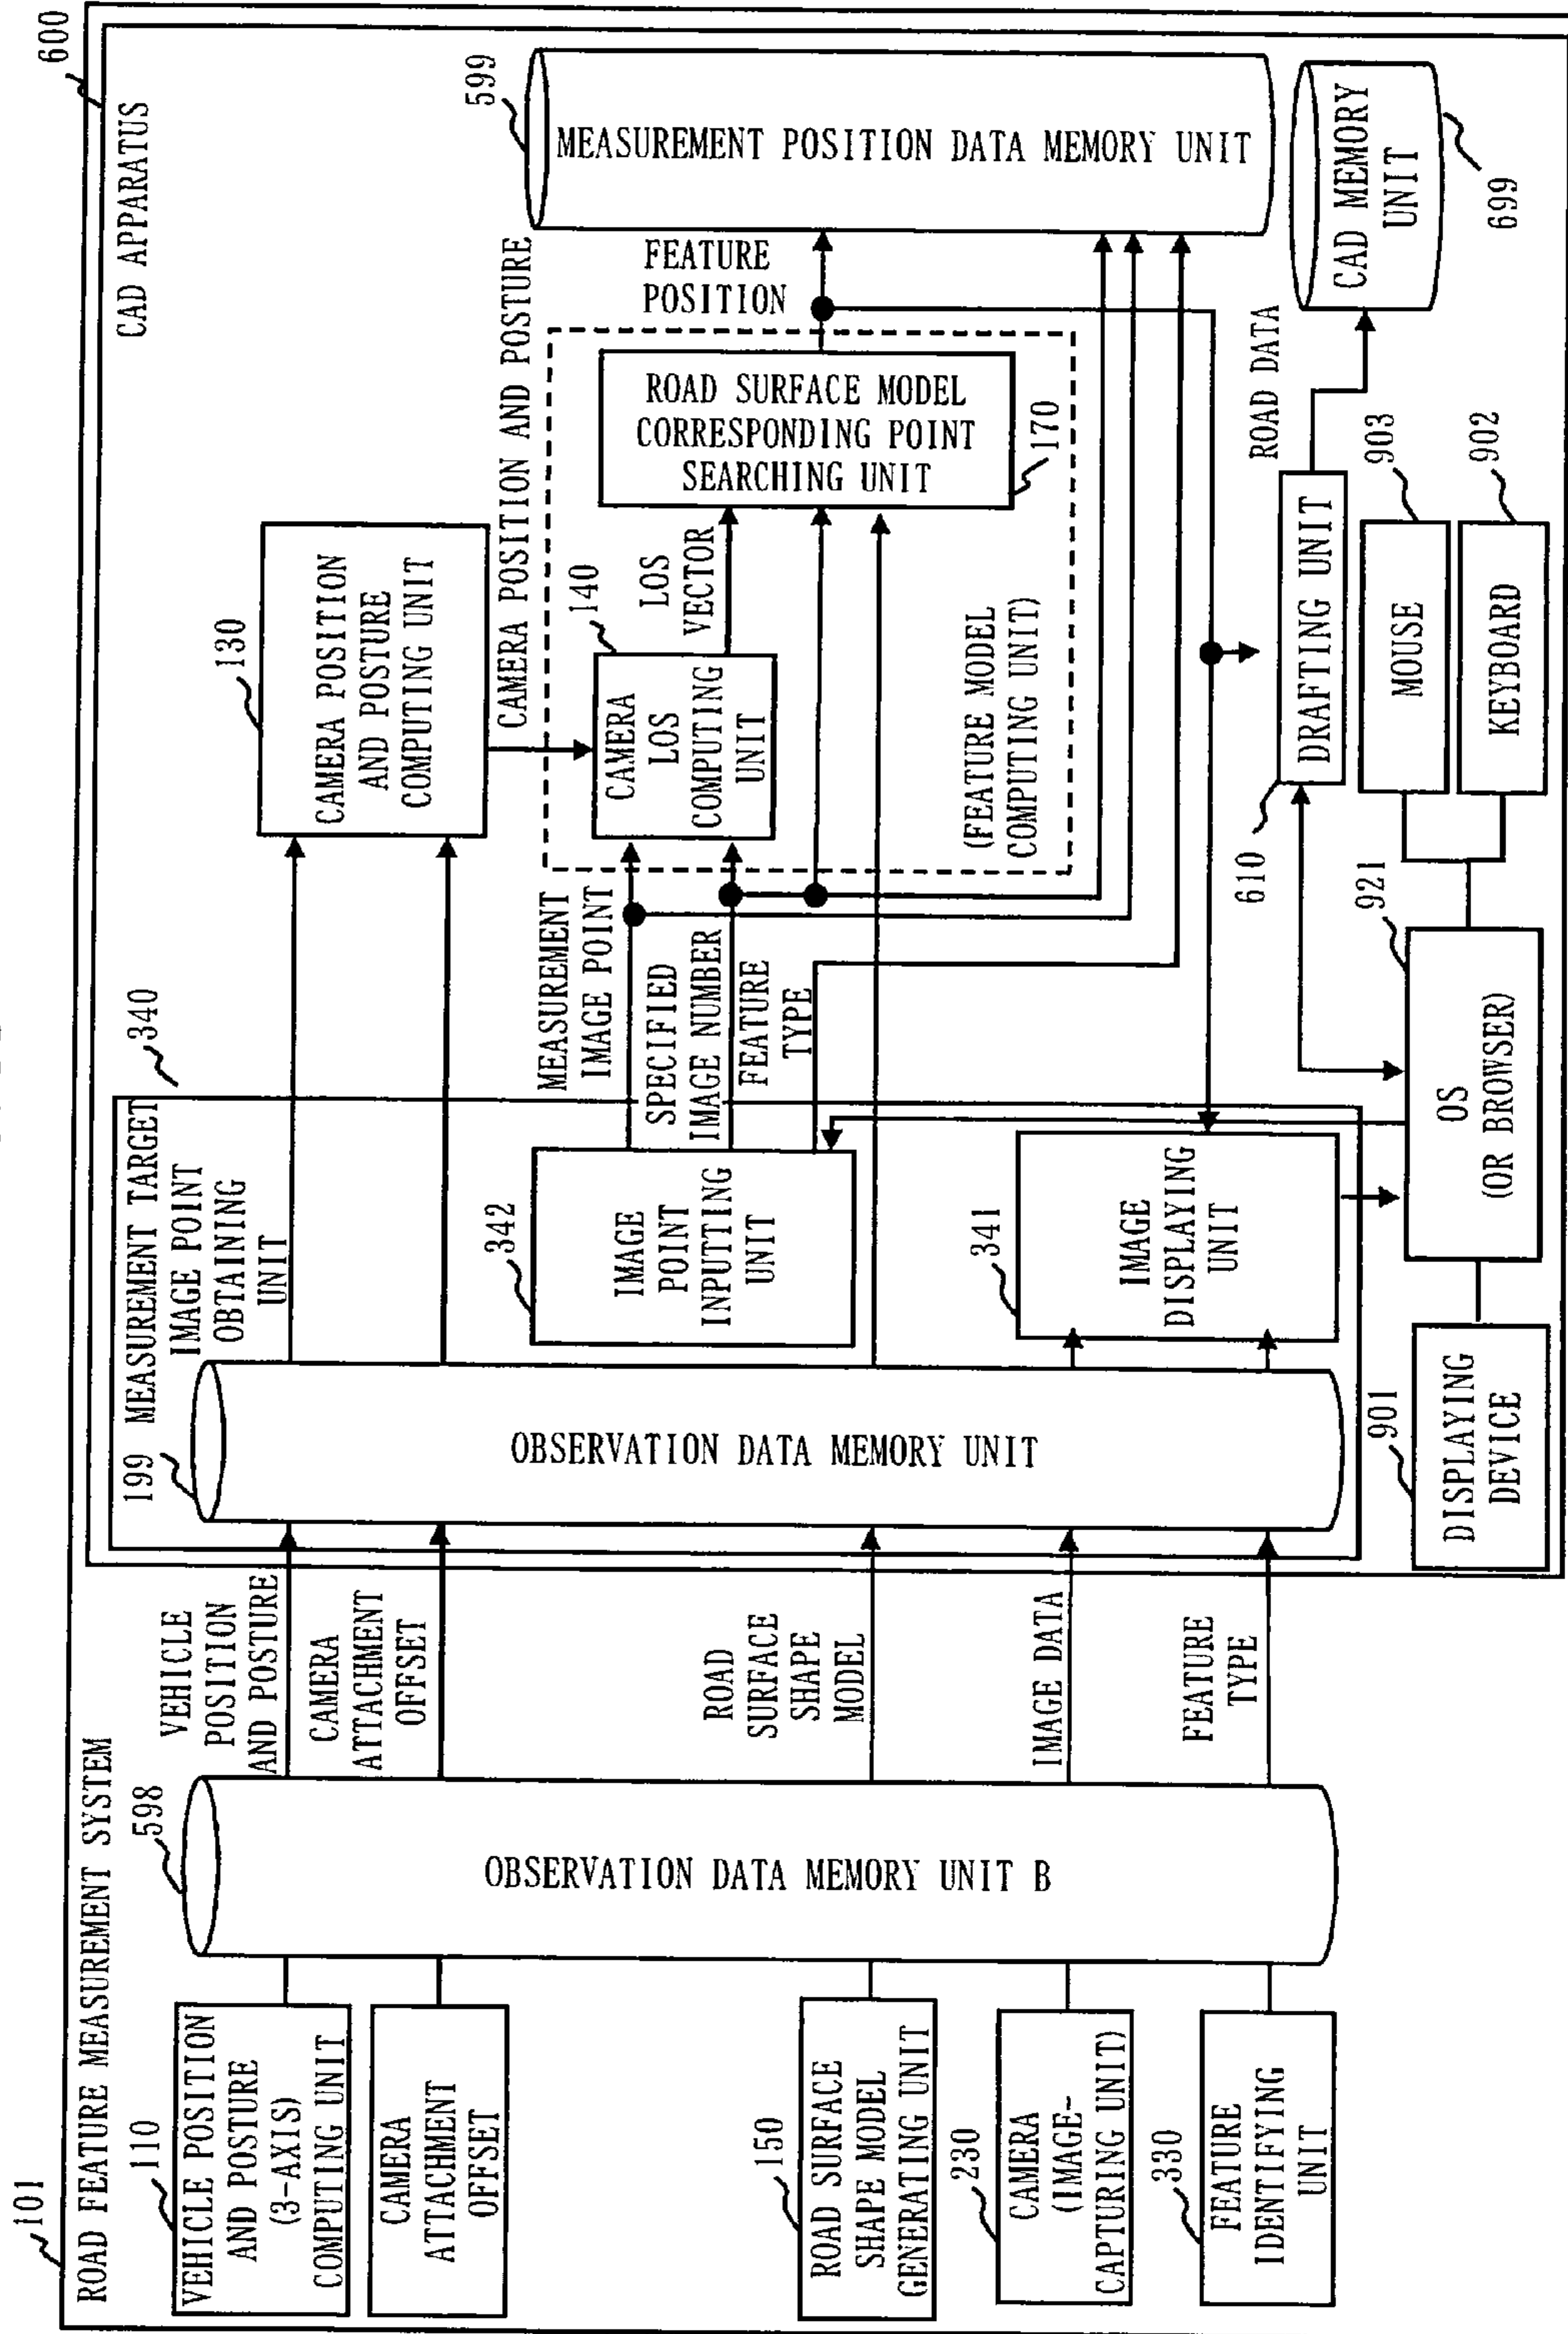 101
ROAD FEATURE MEASUREMENT SYSTEM
110
VEHICLE POSITION
AND POSTURE
(3-AXIS)
COMPUTING UNIT
CAMERA
ATTACHMENT
OFFSET
150
ROAD SURFACE
SHAPE MODEL
GENERATING UNIT
230
CAMERA
(IMAGE-
CAPTURING UNIT)
330
FEATURE
IDENTIFYING
UNIT
598
OBSERVATION DATA MEMORY UNIT B
VEHICLE
POSITION
AND POSTURE
CAMERA
ATTACHMENT
OFFSET
ROAD
SURFACE
SHAPE
MODEL
IMAGE DATA
FEATURE
TYPE
600
CAD APPARATUS
340
MEASUREMENT TARGET
IMAGE POINT
OBTAINING
UNIT
199
OBSERVATION DATA MEMORY UNIT
342
IMAGE
POINT
INPUTTING
UNIT
341
IMAGE
DISPLAYING
UNIT
MEASUREMENT
IMAGE POINT
SPECIFIED
IMAGE NUMBER
FEATURE
TYPE
130
CAMERA POSITION
AND POSTURE
COMPUTING UNIT
CAMERA POSITION AND POSTURE
140
CAMERA
LOS
COMPUTING
UNIT
LOS
VECTOR
ROAD SURFACE MODEL
CORRESPONDING POINT
SEARCHING UNIT
170
(FEATURE MODEL
COMPUTING UNIT)
FEATURE
POSITION
599
MEASUREMENT POSITION DATA MEMORY UNIT
901
DISPLAYING
DEVICE
921
OS
(OR BROWSER)
610
DRAFTING UNIT
903
MOUSE
902
KEYBOARD
ROAD DATA
CAD MEMORY
UNIT
699